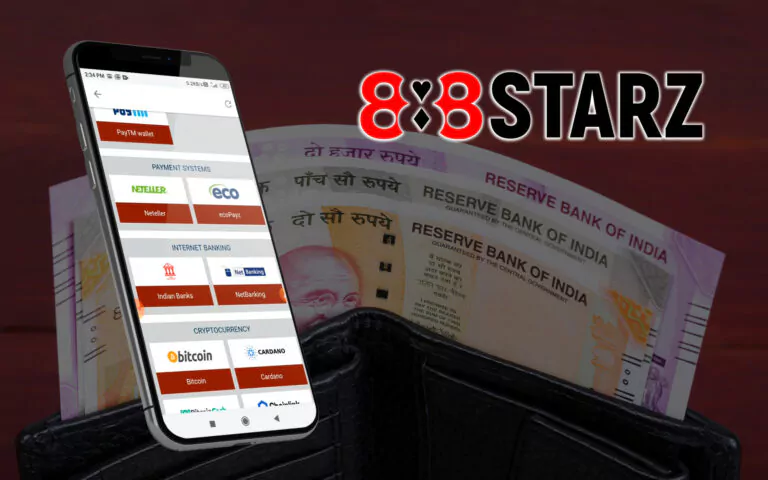 888STARZ
2:34 PM
PayTM
PayTM wallet
PAYMENT SYSTEMS
NETELLER
eco
Neteller
ecoPayz
INTERNET BANKING
Net Banking
Indian Banks
NetBanking
CRYPTOCURRENCY
bitcoin
CARDANO
Bitcoin
Cardano
दो हज़ार रुपये
RESERVE BANK OF INDIA
पाँच सौ रुपये
RESERVE BANK OF INDIA
GUARANTEED BY THE CENTRAL GOVERNMENT
दो सौ रुपये
RESERVE BANK OF INDIA
GUARANTEED BY THE CENTRAL GOVERNMENT